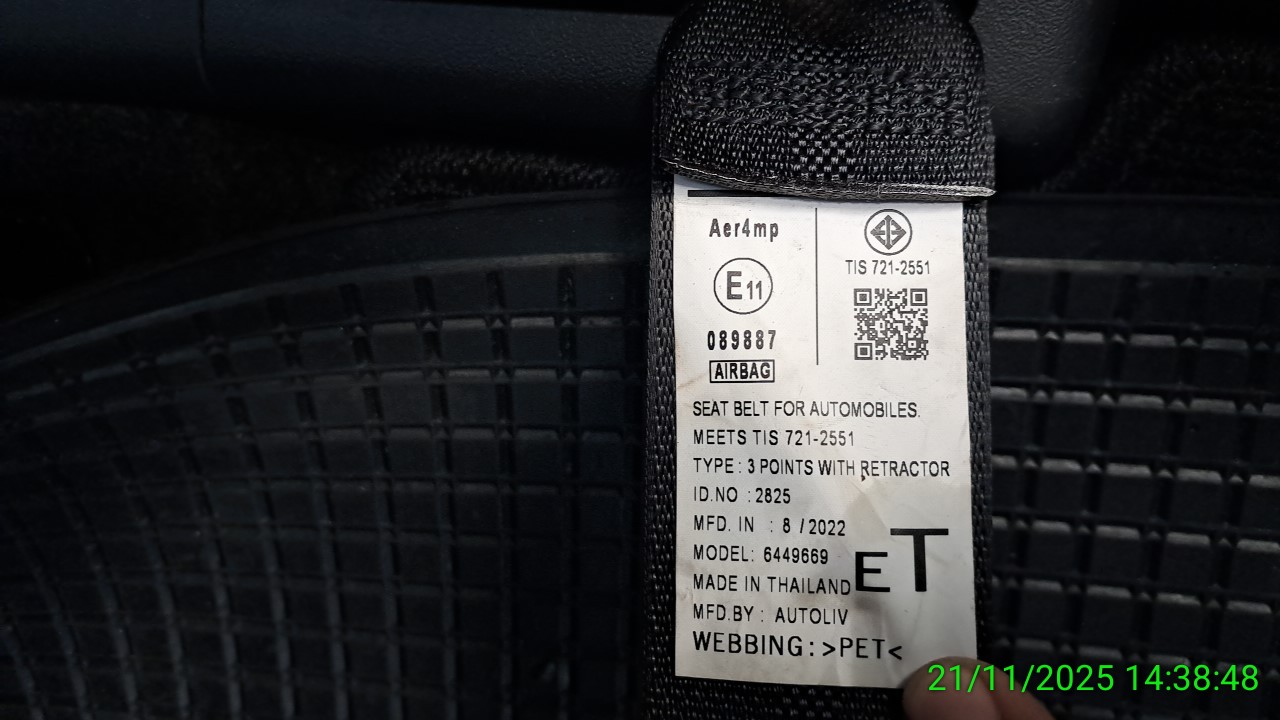 Aer4mp
E11
089887
AIRBAG
TIS 721-2551
SEAT BELT FOR AUTOMOBILES.
MEETS TIS 721-2551
TYPE : 3 POINTS WITH RETRACTOR
ID.NO : 2825
MFD. IN : 8 / 2022
MODEL: 6449669
MADE IN THAILAND
ET
MFD.BY : AUTOLIV
WEBBING: >PET<
21/11/2025 14:38:48